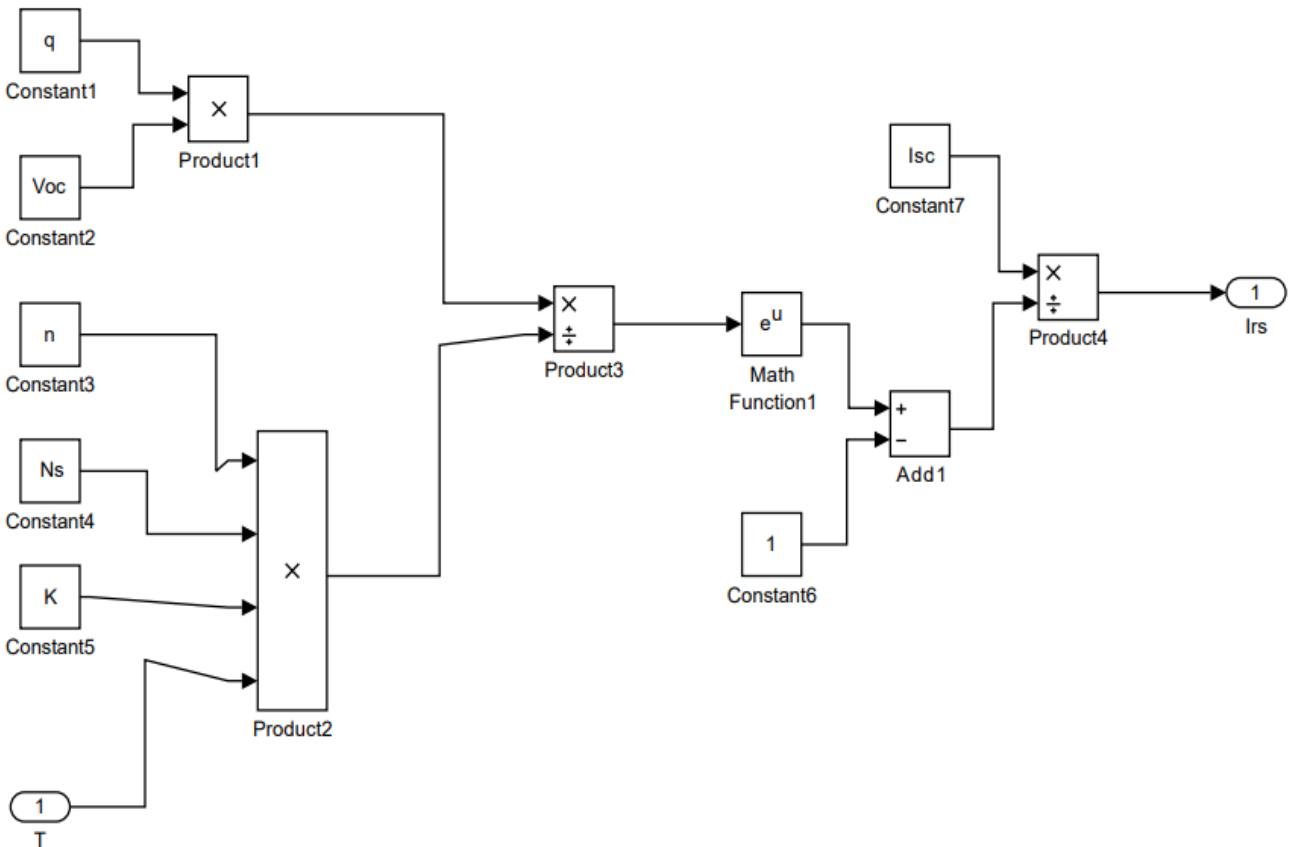 q
Constant1
×
Product1
Voc
Constant2
Isc
Constant7
n
Constant3
×
÷
Product3
e^u
Math
Function1
×
÷
Product4
1
Irs
Ns
Constant4
+
−
Add1
K
Constant5
×
Product2
1
Constant6
1
T